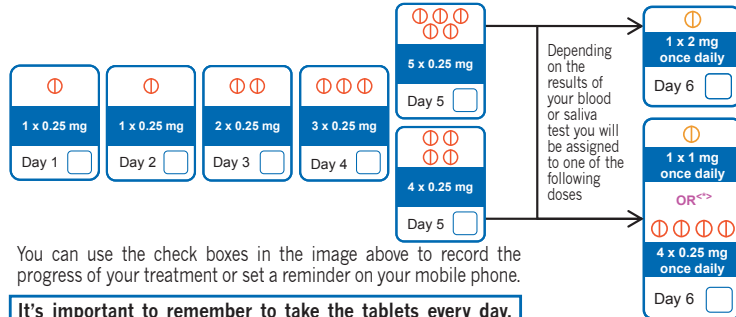 1 x 0.25 mg
Day 1
1 x 0.25 mg
Day 2
2 x 0.25 mg
Day 3
3 x 0.25 mg
Day 4
5 x 0.25 mg
Day 5
4 x 0.25 mg
Day 5
Depending
on the
results of
your blood
or saliva
test you will
be assigned
to one of the
following
doses
1 x 2 mg
once daily
Day 6
1 x 1 mg
once daily
OR<*>
4 x 0.25 mg
once daily
Day 6
You can use the check boxes in the image above to record the
progress of your treatment or set a reminder on your mobile phone.
It's important to remember to take the tablets every day.